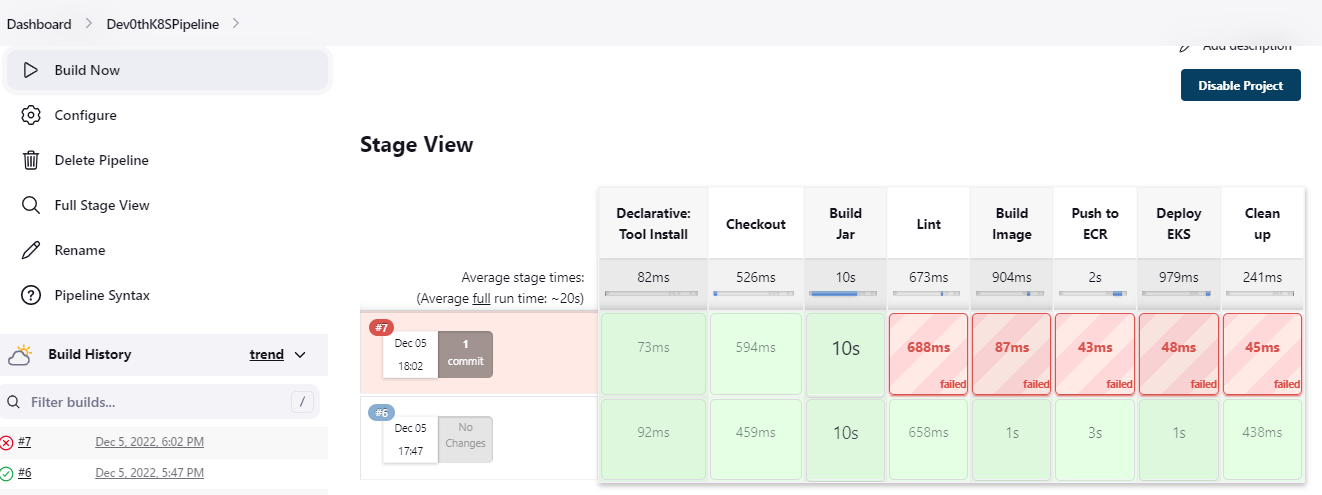 Dashboard > Dev0thK8SPipeline >
Add description
Build Now
Disable Project
Configure
Delete Pipeline
Full Stage View
Rename
Pipeline Syntax
Build History trend
Filter builds... /
#7 Dec 5, 2022, 6:02 PM
#6 Dec 5, 2022, 5:47 PM
Stage View
Declarative:
Tool Install
Checkout
Build
Jar
Lint
Build
Image
Push to
ECR
Deploy
EKS
Clean
up
Average stage times:
(Average full run time: ~20s)
82ms 526ms 10s 673ms 904ms 2s 979ms 241ms
#7
Dec 05
18:02
1
commit
73ms 594ms 10s 688ms 87ms 43ms 48ms 45ms
failed failed failed failed failed
#6
Dec 05
17:47
No
Changes
92ms 459ms 10s 658ms 1s 3s 1s 438ms